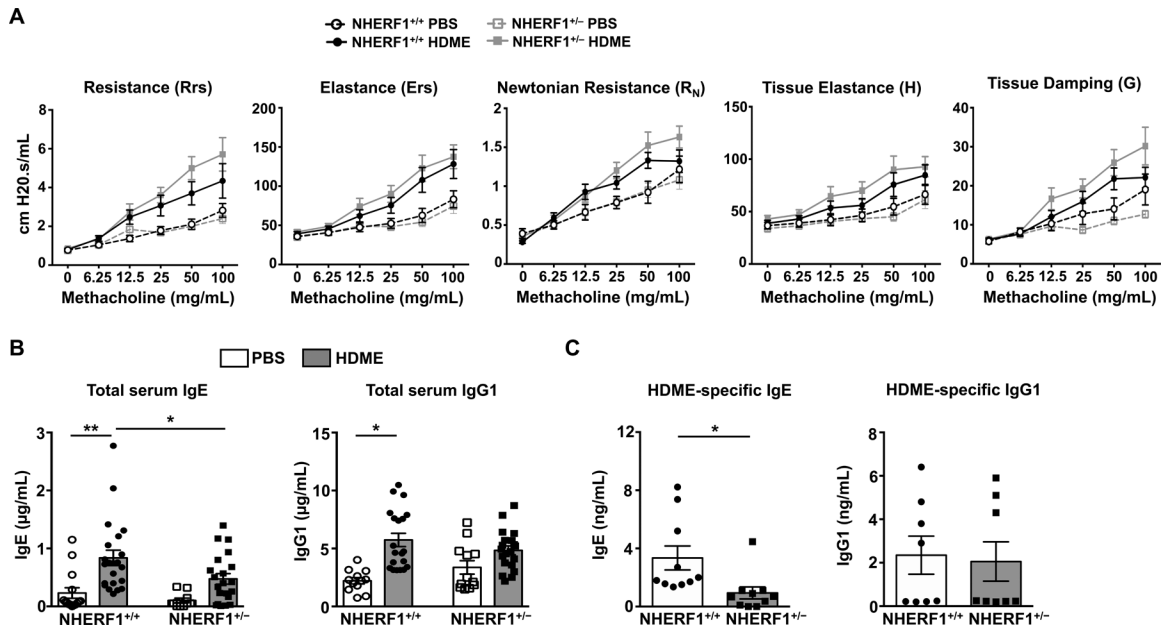 A
NHERF1+/+ PBS
NHERF1+/− PBS
NHERF1+/+ HDME
NHERF1+/− HDME
Resistance (Rrs)
cm H20.s/mL
8
6
4
2
0
0 6.25 12.5 25 50 100
Methacholine (mg/mL)
Elastance (Ers)
200
150
100
50
0
0 6.25 12.5 25 50 100
Methacholine (mg/mL)
Newtonian Resistance (RN)
2
1.5
1
0.5
0
0 6.25 12.5 25 50 100
Methacholine (mg/mL)
Tissue Elastance (H)
150
100
50
0
0 6.25 12.5 25 50 100
Methacholine (mg/mL)
Tissue Damping (G)
40
30
20
10
0
0 6.25 12.5 25 50 100
Methacholine (mg/mL)
B
PBS
HDME
Total serum IgE
IgE (µg/mL)
3
2
1
0
** *
NHERF1+/+ NHERF1+/−
Total serum IgG1
IgG1 (µg/mL)
15
10
5
0
*
NHERF1+/+ NHERF1+/−
C
HDME-specific IgE
IgE (ng/mL)
12
8
4
0
*
NHERF1+/+ NHERF1+/−
HDME-specific IgG1
IgG1 (ng/mL)
8
6
4
2
0
NHERF1+/+ NHERF1+/−